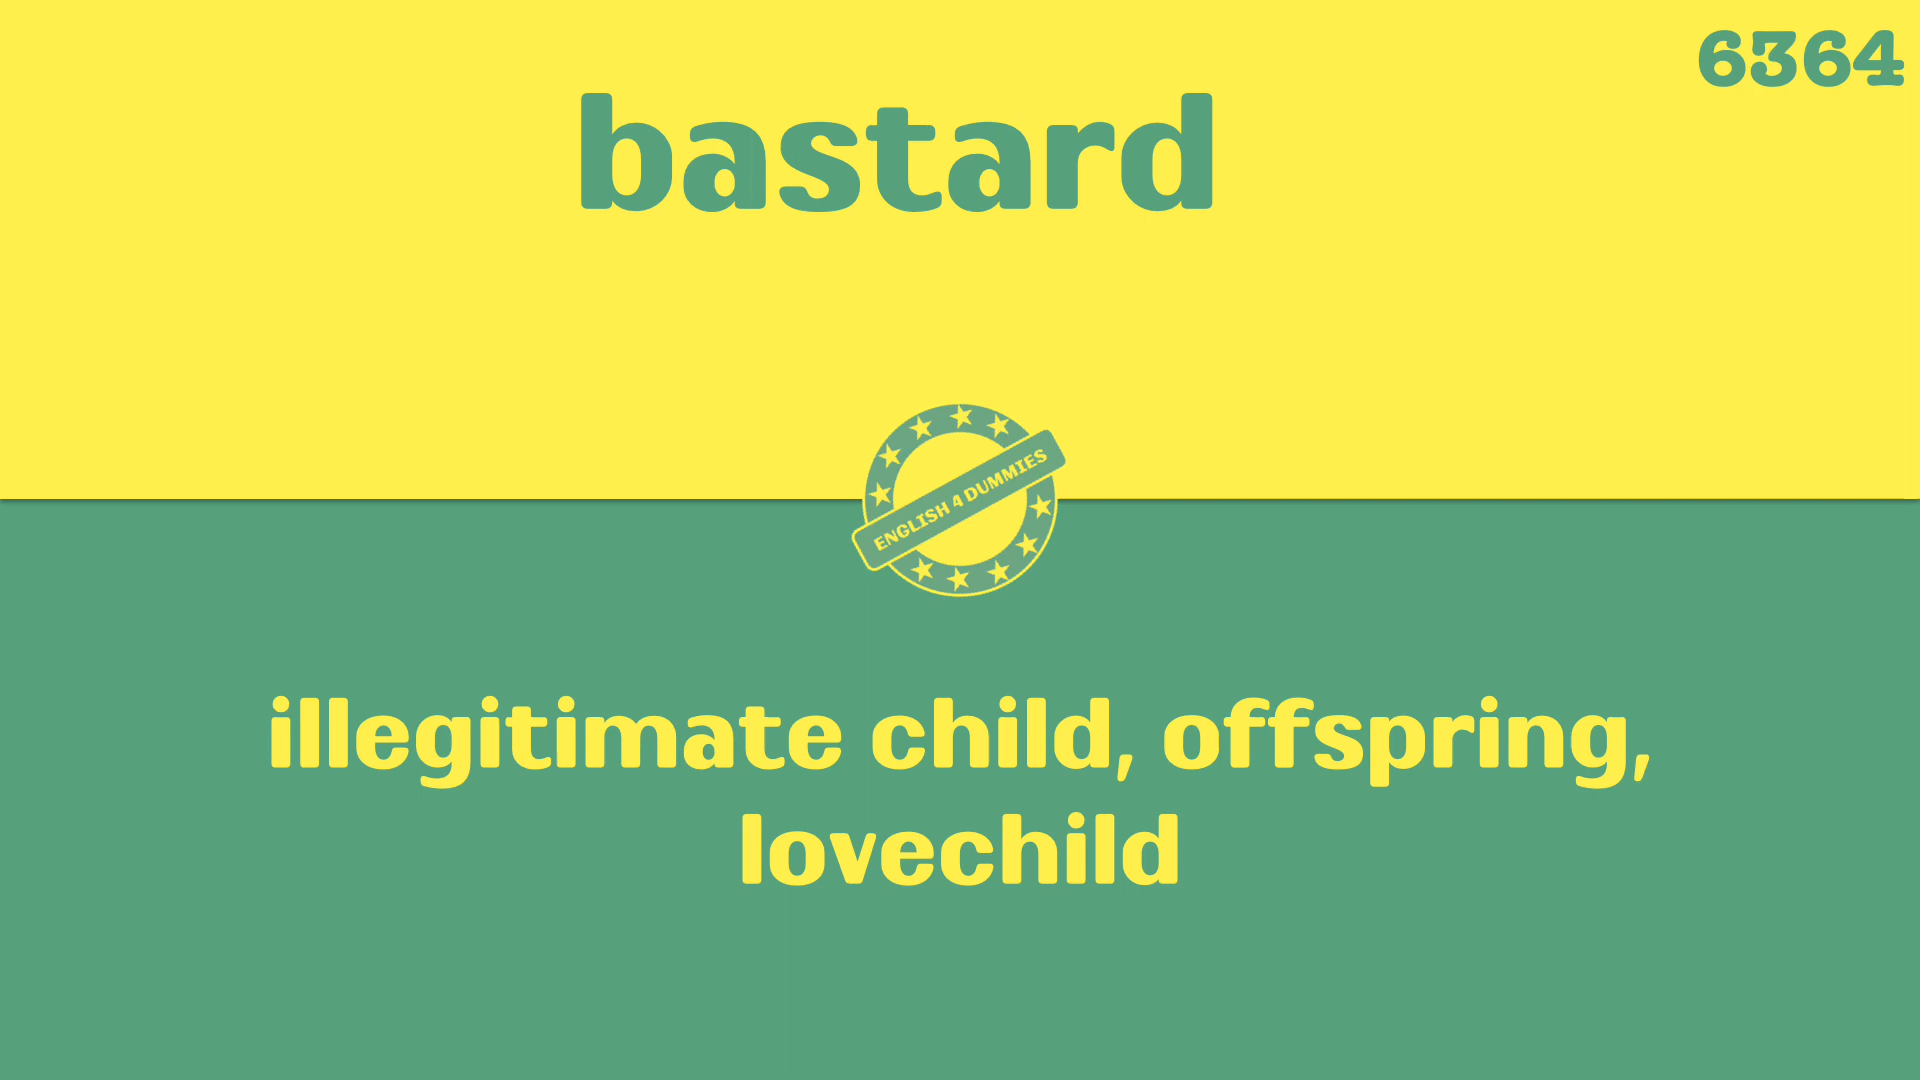 6364
bastard
ENGLISH 4 DUMMIES
illegitimate child, offspring,
lovechild